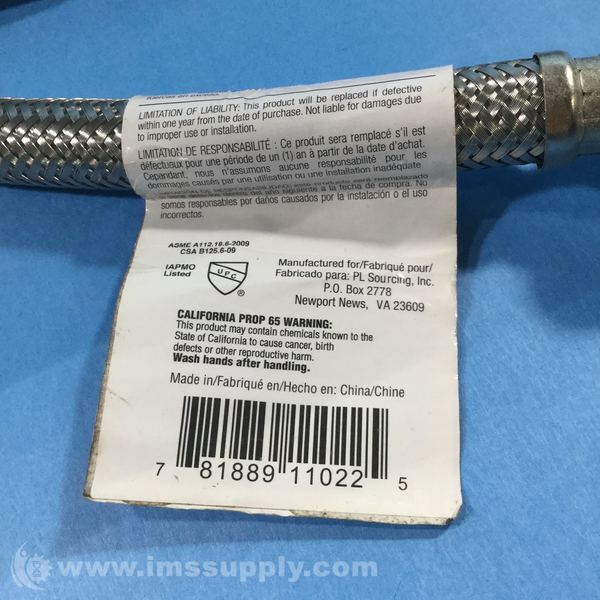 LIMITATION OF LIABILITY: This product will be replaced if defective
within one year from the date of purchase. Not liable for damages due
to improper use or installation.
LIMITATION DE RESPONSABILITÉ : Ce produit sera remplacé s'il est
défectueux pour une période de un (1) an à partir de la date d'achat.
Cependant, nous n'assumons aucune responsabilité pour les
dommages causés par une utilisation ou une installation inadéquate
siguiente a la fecha de compra. No
somos responsables por daños causados por la instalación o el uso
incorrectos.
ASME A112.18.6-2009
CSA B125.6-09
IAPMO
Listed
UPC
Manufactured for/Fabriqué pour/
Fabricado para: PL Sourcing, Inc.
P.O. Box 2778
Newport News, VA 23609
CALIFORNIA PROP 65 WARNING:
This product may contain chemicals known to the
State of California to cause cancer, birth
defects or other reproductive harm.
Wash hands after handling.
Made in/Fabriqué en/Hecho en: China/Chine
7 81889 11022 5
www.imssupply.com